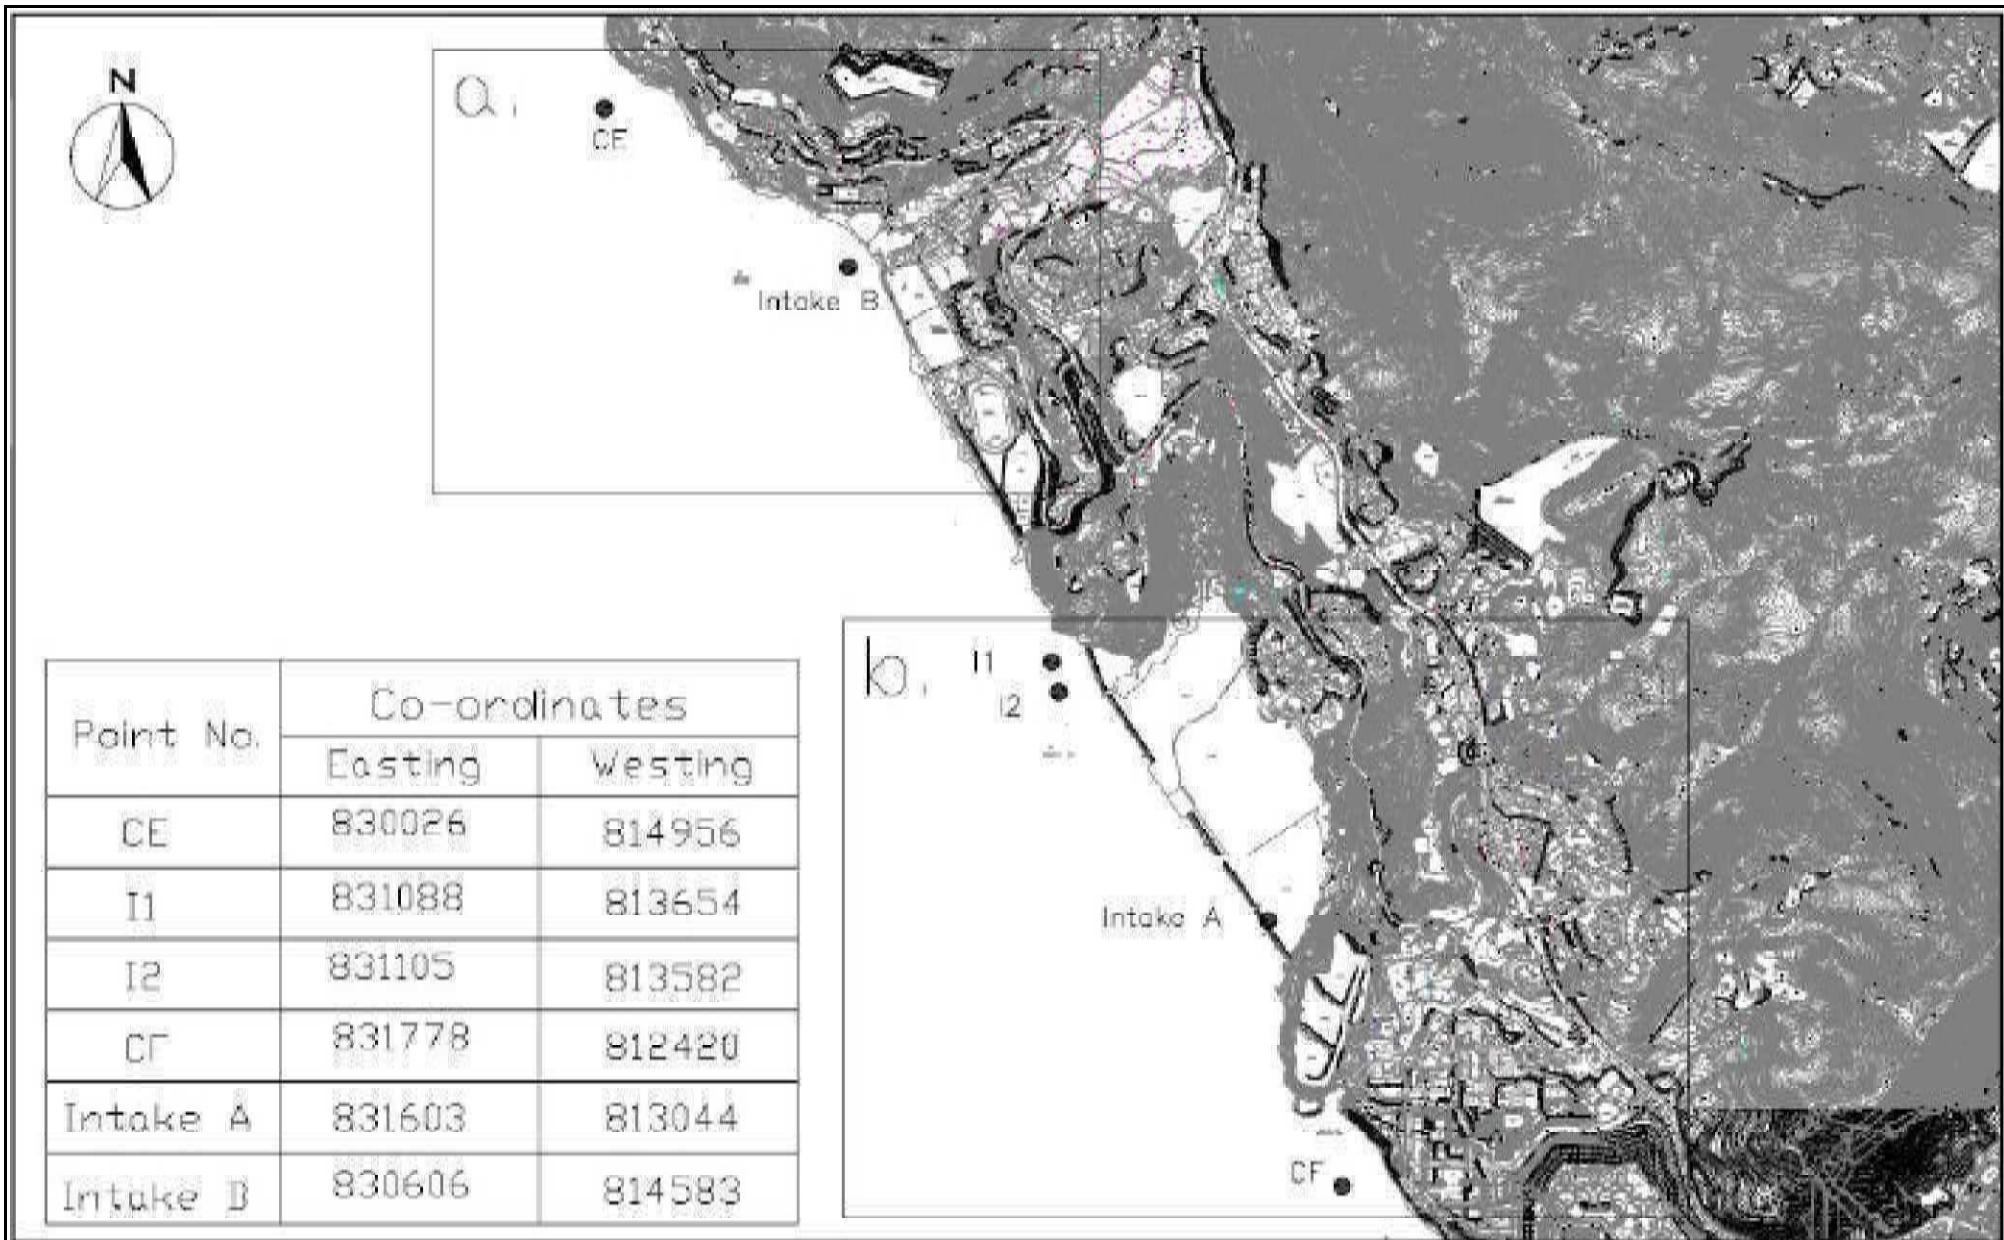 N
a.
CE
Intake B
b.
I1
I2
Intake A
CF
Point No. Co-ordinates
Easting Westing
CE 830026 814956
I1 831088 813654
I2 831105 813582
CF 831778 812420
Intake A 831603 813044
Intake B 830606 814583